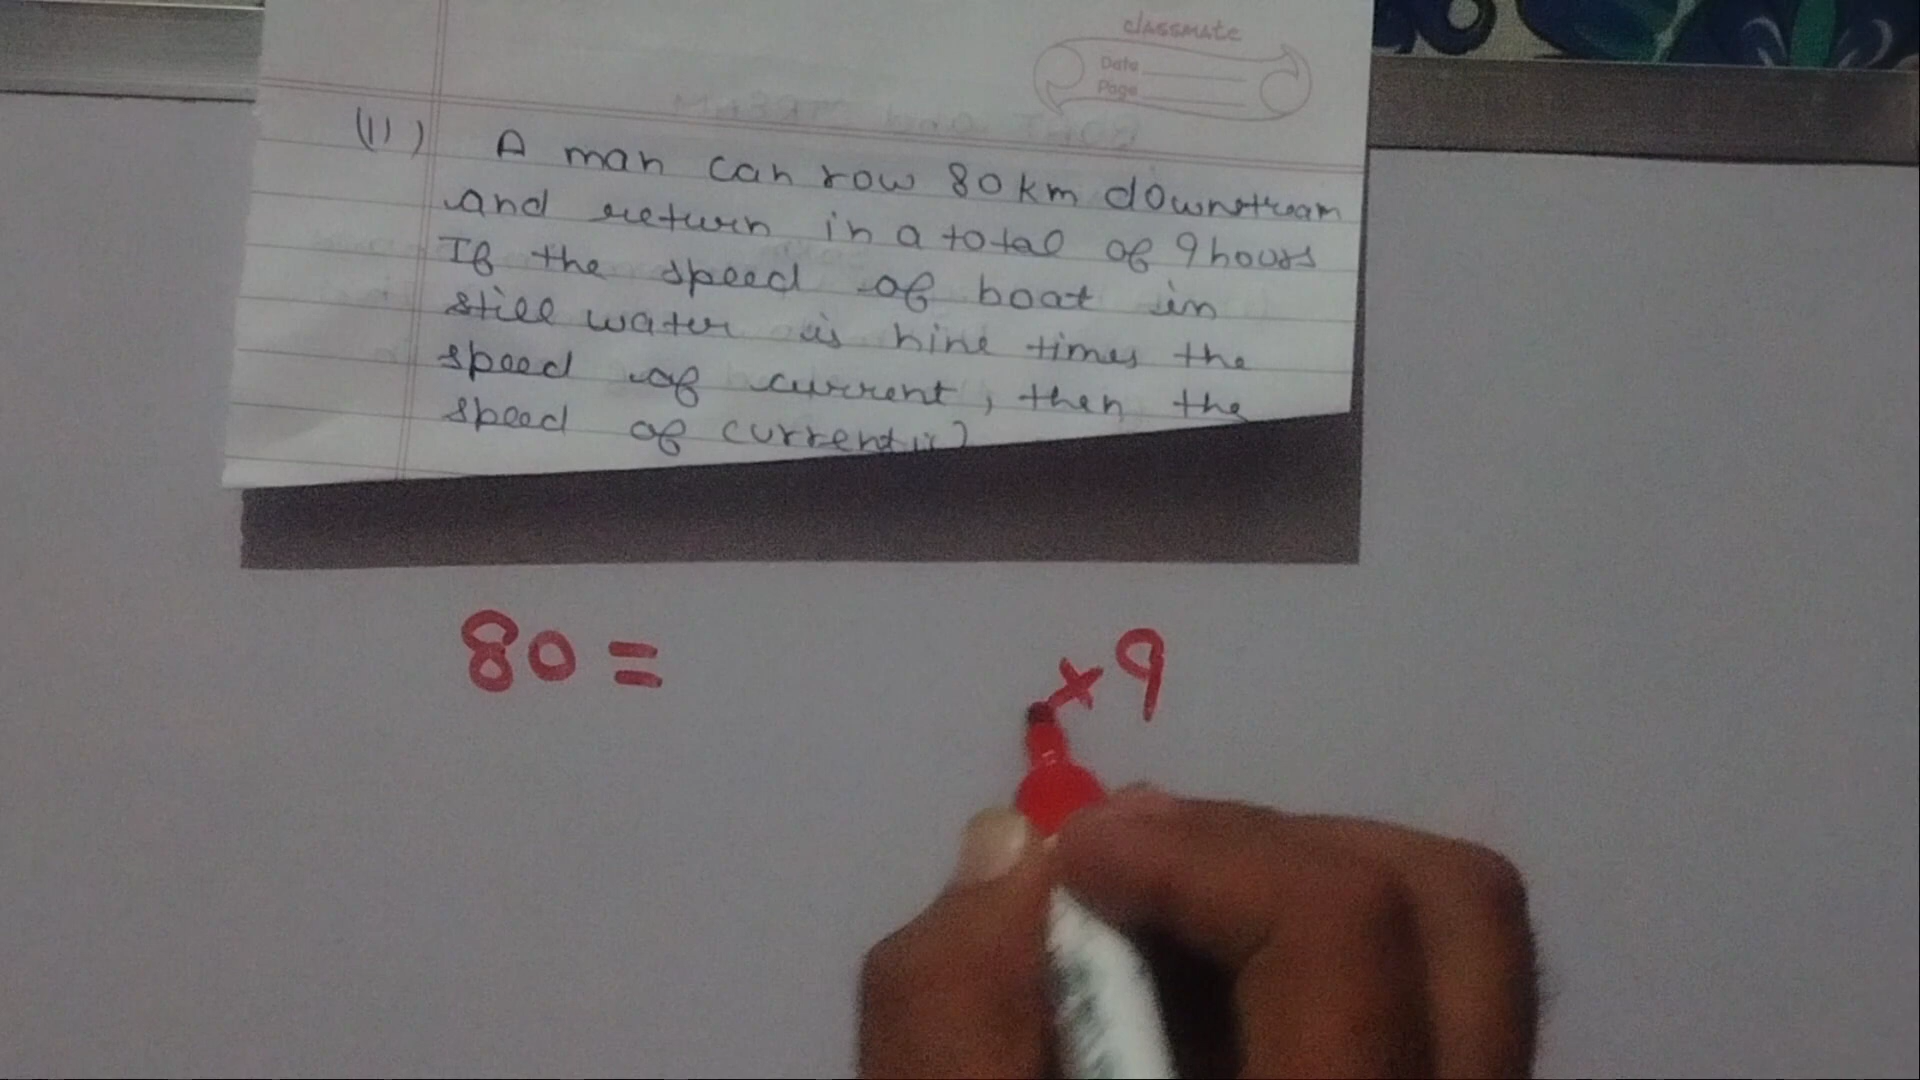 classmate
Date
Page
(11) A man can row 80 km downstream
and return in a total of 9 hours
If the speed of boat in
still water is nine times the
speed of current, then the
speed of current is?
80 = × 9